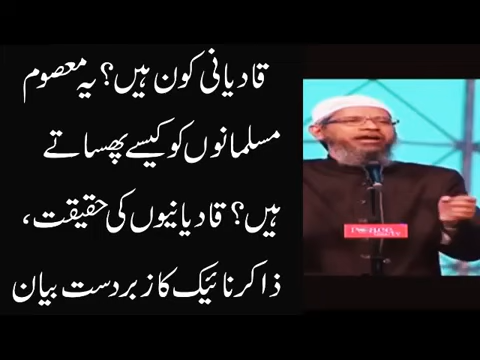 قادیانی کون ہیں؟ یہ معصوم
مسلمانوں کو کیسے پھساتے
ہیں؟ قادیانیوں کی حقیقت،
ذاکر نائیک کا زبردست بیان